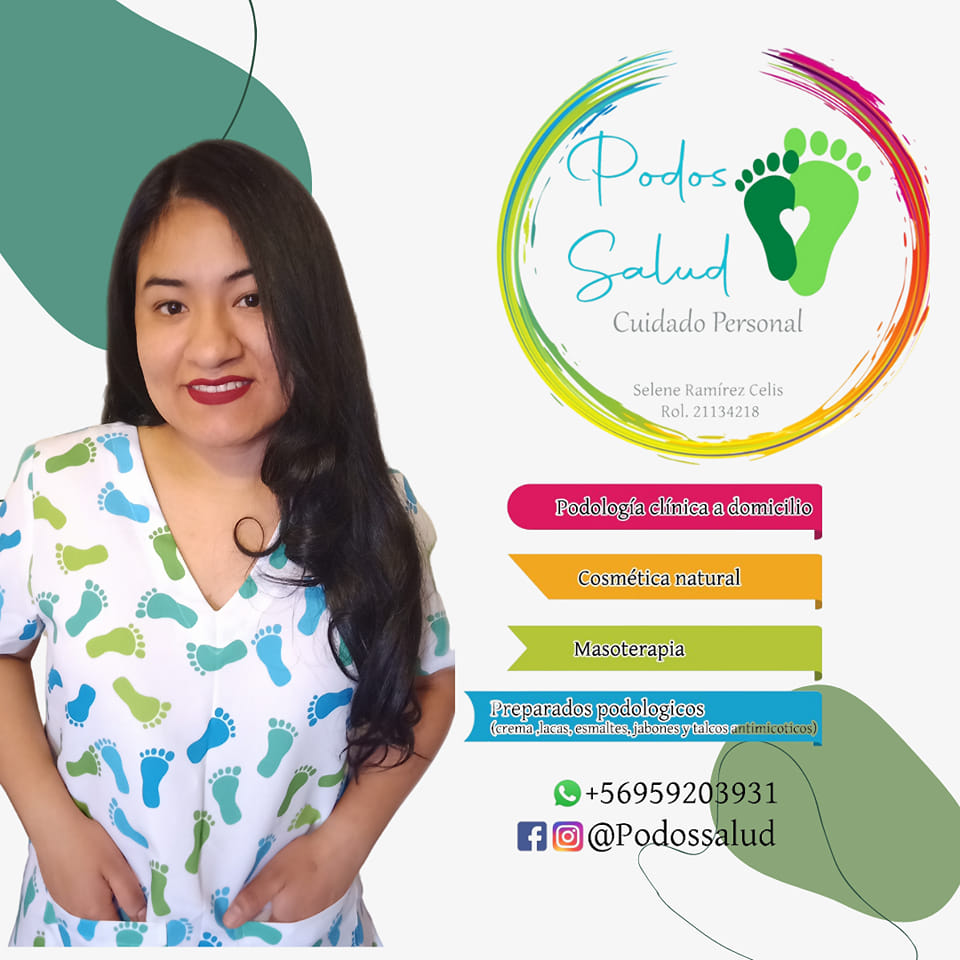 Podos
Salud
Cuidado Personal
Selene Ramírez Celis
Rol. 21134218
Podología clínica a domicilio
Cosmética natural
Masoterapia
Preparados podologicos
(crema ,lacas, esmaltes, jabones y talcos antimicoticos)
+56959203931
@Podossalud